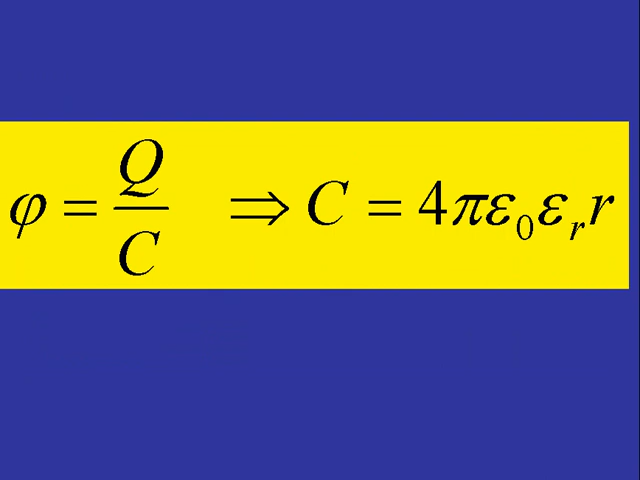 φ = Q/C ⇒ C = 4πε₀εᵣr